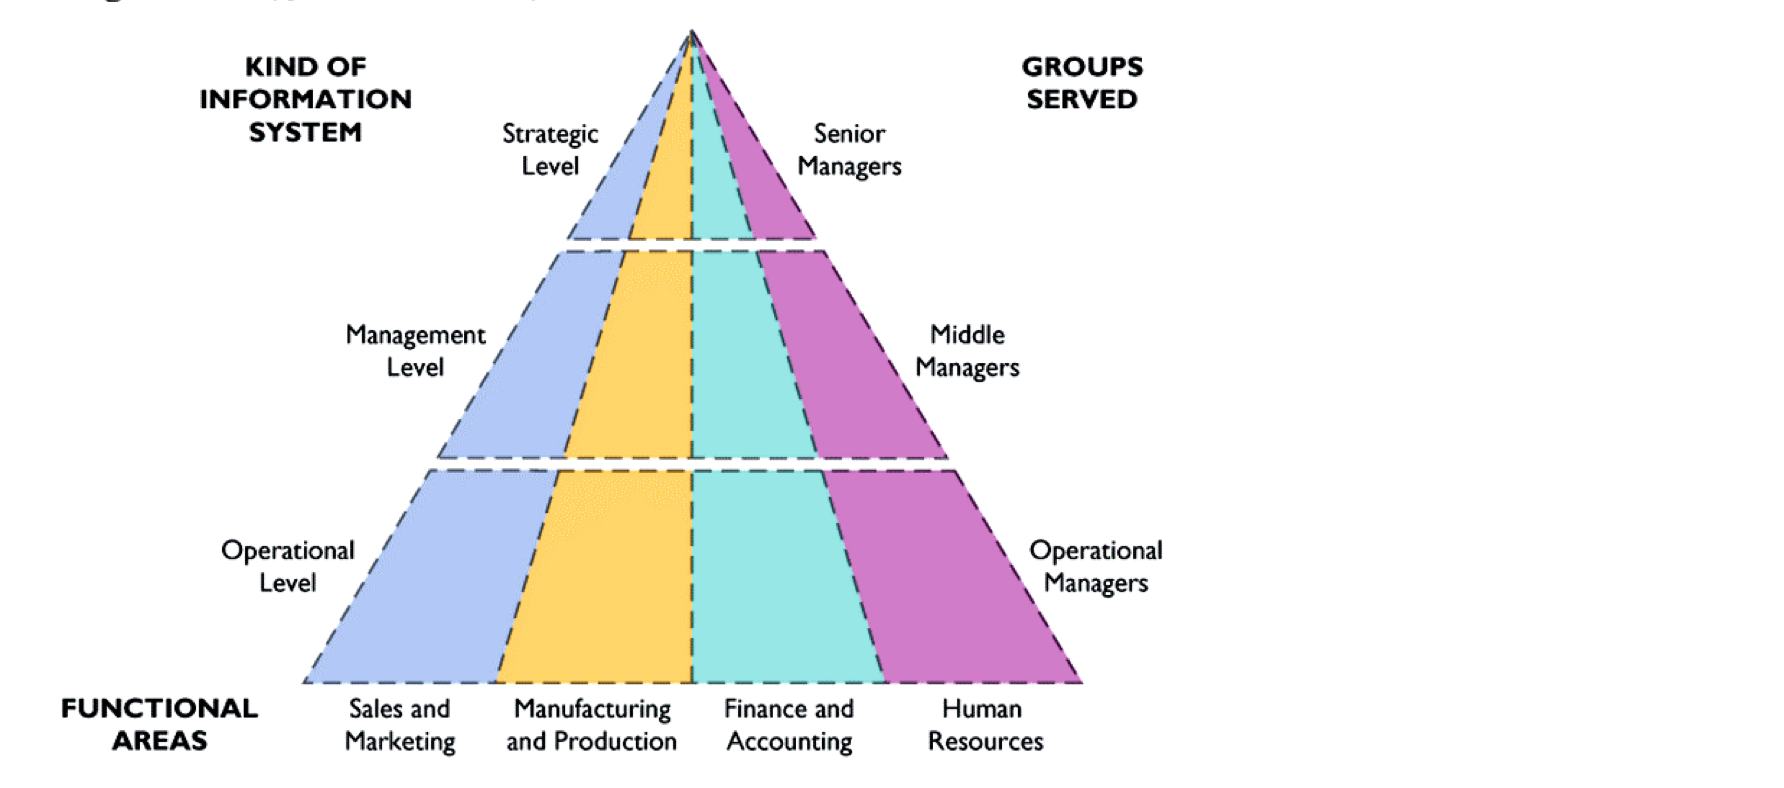 KIND OF
INFORMATION
SYSTEM
GROUPS
SERVED
Strategic
Level
Senior
Managers
Management
Level
Middle
Managers
Operational
Level
Operational
Managers
FUNCTIONAL
AREAS
Sales and
Marketing
Manufacturing
and Production
Finance and
Accounting
Human
Resources